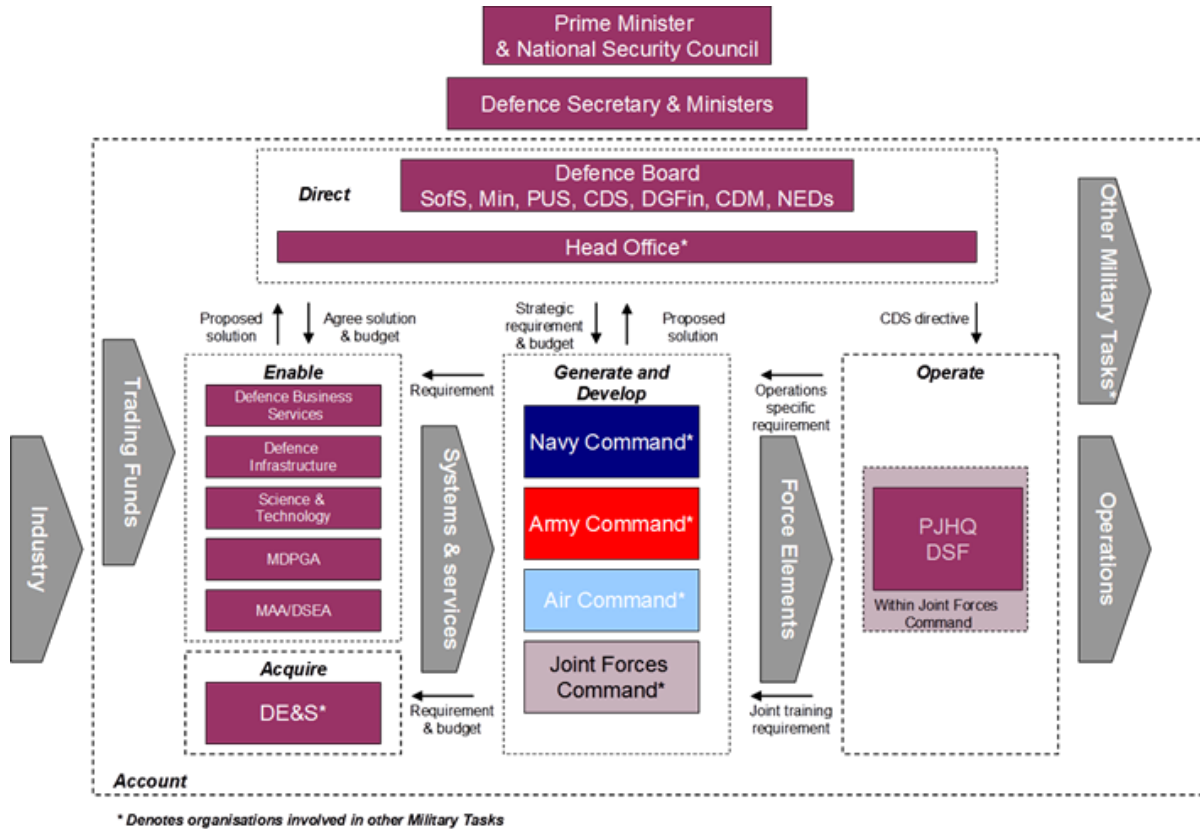 Prime Minister
& National Security Council
Defence Secretary & Ministers
Direct
Defence Board
SofS, Min, PUS, CDS, DGFin, CDM, NEDs
Head Office*
Other Military Tasks*
Proposed
solution
Agree solution
& budget
Strategic
requirement
& budget
Proposed
solution
CDS directive
Industry
Trading Funds
Enable
Defence Business
Services
Defence
Infrastructure
Science &
Technology
MDPGA
MAA/DSEA
Acquire
DE&S*
Requirement
Systems & services
Requirement
& budget
Generate and
Develop
Navy Command*
Army Command*
Air Command*
Joint Forces
Command*
Operations
specific
requirement
Force Elements
Joint training
requirement
Operate
PJHQ
DSF
Within Joint Forces
Command
Operations
Account
* Denotes organisations involved in other Military Tasks